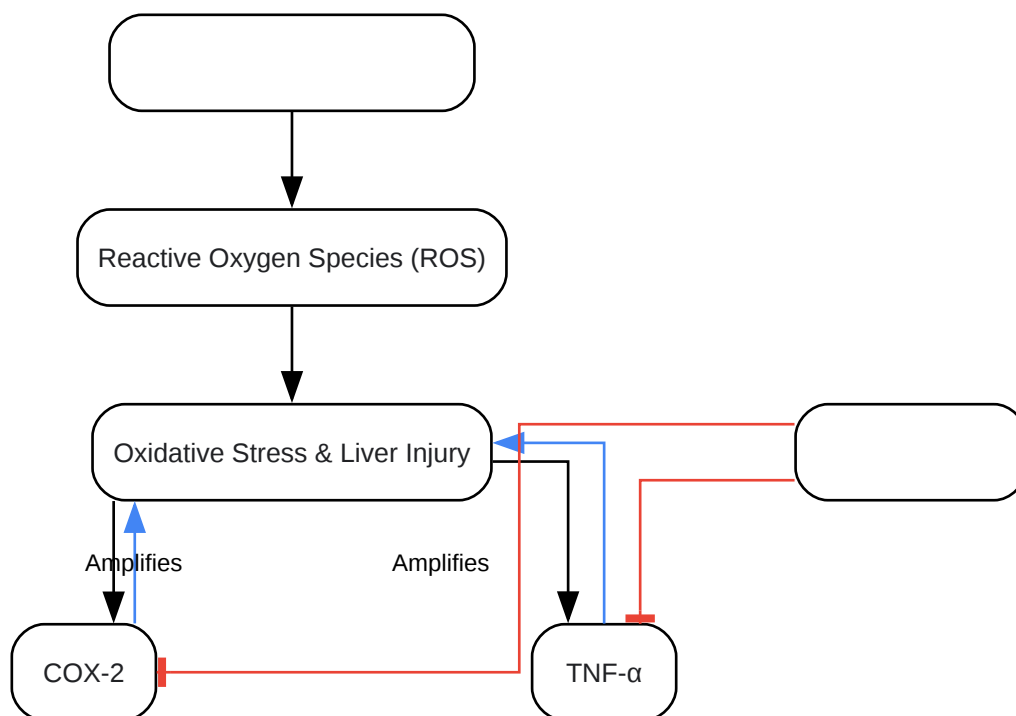 Reactive Oxygen Species (ROS)
Oxidative Stress & Liver Injury
Amplifies
Amplifies
COX-2
TNF-α